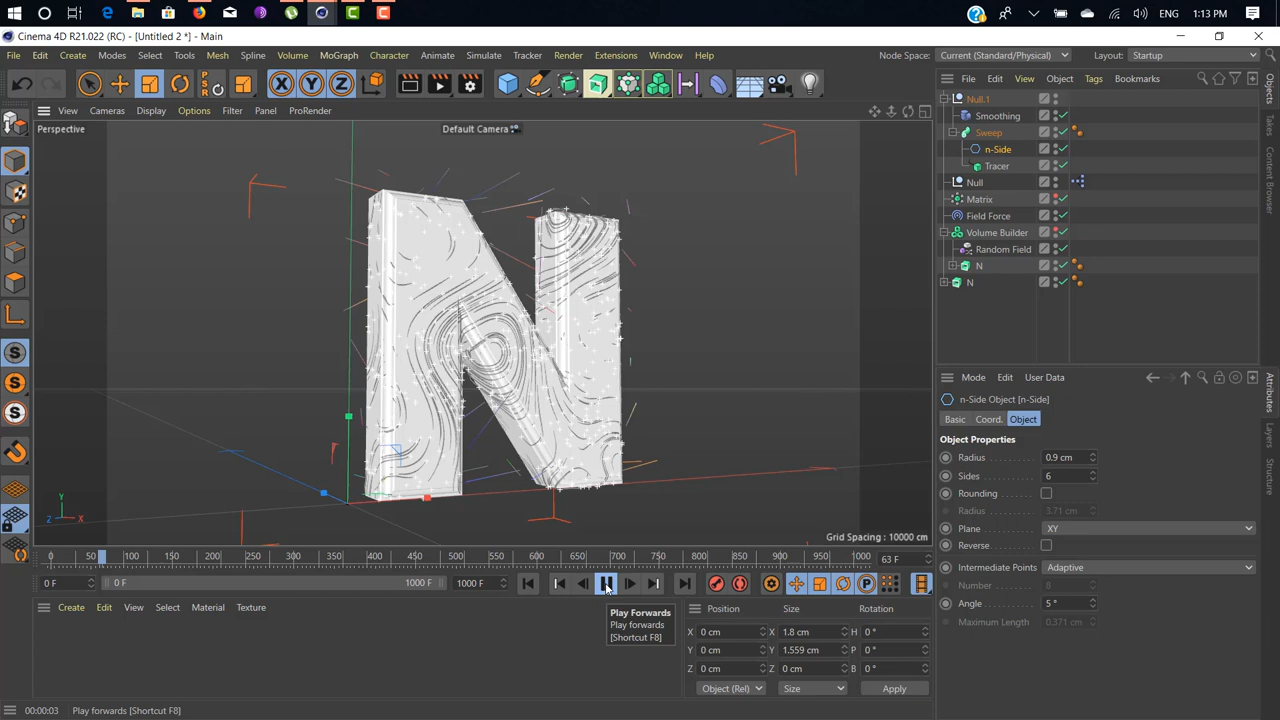 ENG 1:13 PM
Cinema 4D R21.022 (RC) - [Untitled 2 *] - Main
File Edit Create Modes Select Tools Mesh Spline Volume MoGraph Character Animate Simulate Tracker Render Extensions Window Help Node Space: Current (Standard/Physical) Layout: Startup
X Y Z
PSR
File Edit View Object Tags Bookmarks
View Cameras Display Options Filter Panel ProRender
Perspective
Default Camera
Null.1
Smoothing
Sweep
n-Side
Tracer
Null
Matrix
Field Force
Volume Builder
Random Field
N
N
Objects
Takes
Content Browser
Mode Edit User Data
n-Side Object [n-Side]
Basic Coord. Object
Object Properties
Radius 0.9 cm
Sides 6
Rounding
Radius 3.71 cm
Plane XY
Reverse
Intermediate Points Adaptive
Number 8
Angle 5 °
Maximum Length 0.371 cm
Attributes
Layers
Structure
Y
Z X
Grid Spacing : 10000 cm
0 50 100 150 200 250 300 350 400 450 500 550 600 650 700 750 800 850 900 950 1000 63 F
0 F 0 F 1000 F 1000 F
P
Play Forwards
Play forwards
[Shortcut F8]
Create Edit View Select Material Texture
Position Size Rotation
X 0 cm X 1.8 cm H 0 °
Y 0 cm Y 1.559 cm P 0 °
Z 0 cm Z 0 cm B 0 °
Object (Rel) Size Apply
00:00:03 Play forwards [Shortcut F8]